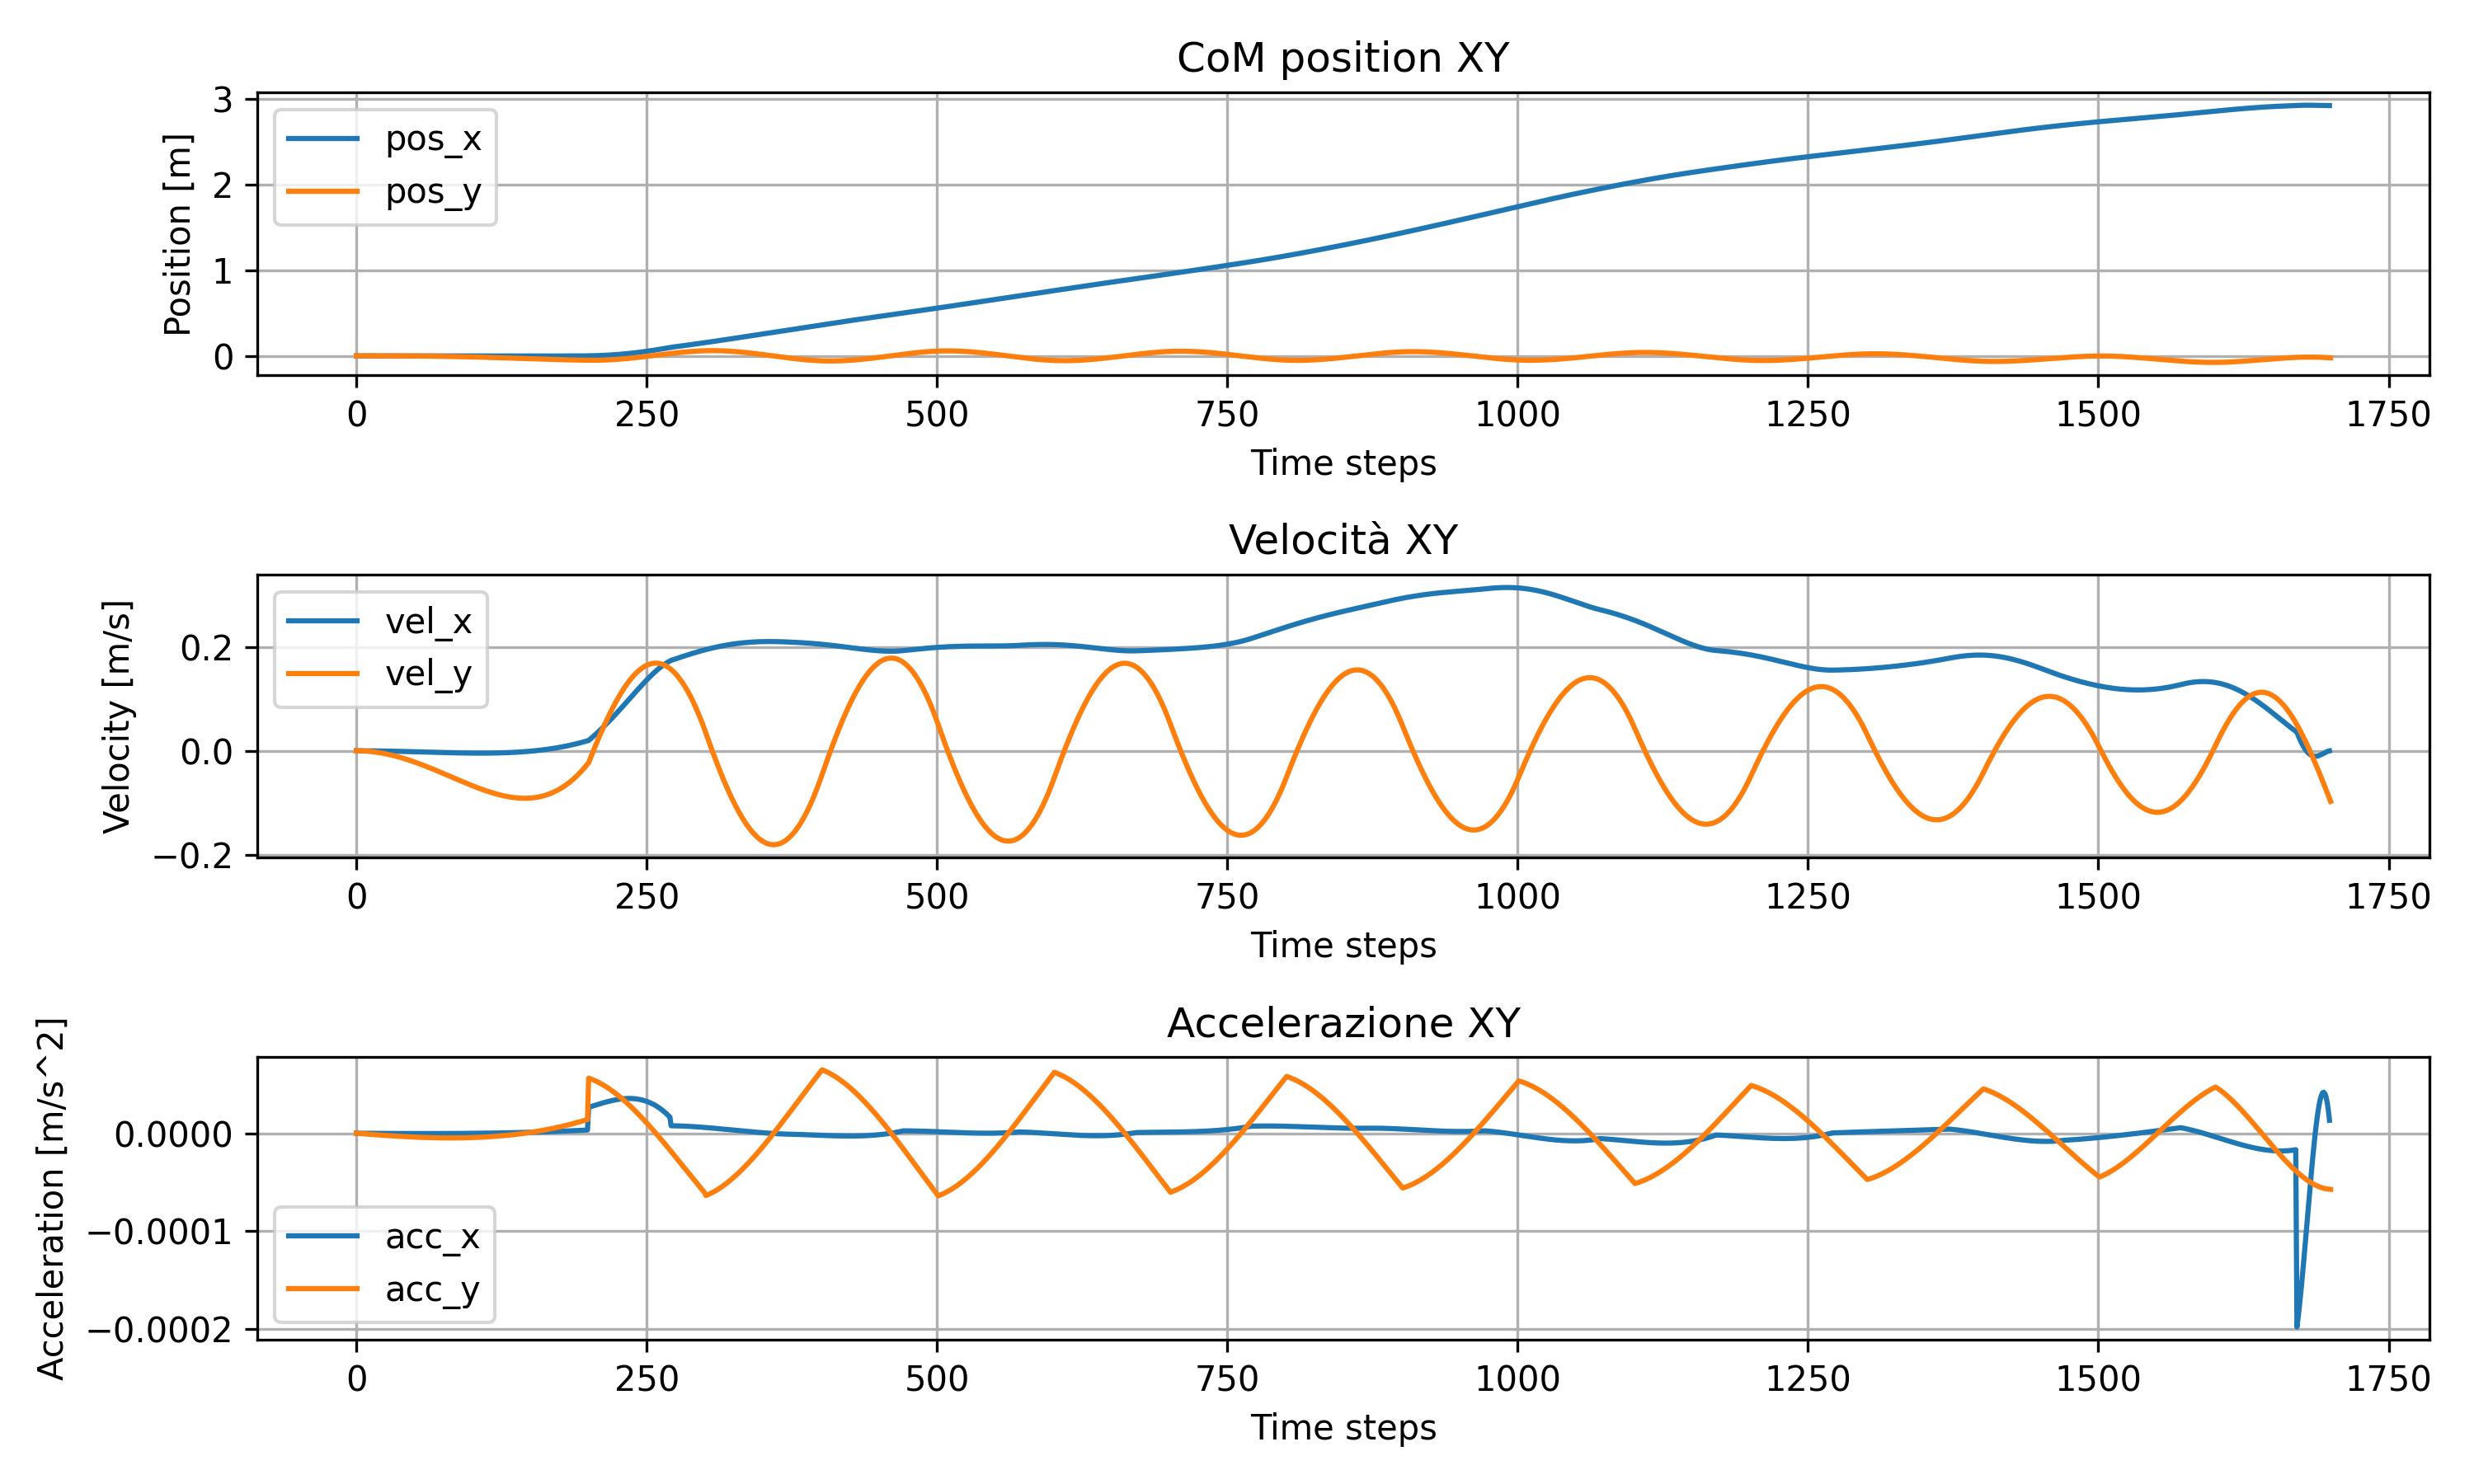 CoM position XY
Position [m]
3
2
1
0
pos_x
pos_y
0 250 500 750 1000 1250 1500 1750
Time steps
Velocità XY
Velocity [m/s]
0.2
0.0
−0.2
vel_x
vel_y
0 250 500 750 1000 1250 1500 1750
Time steps
Accelerazione XY
Acceleration [m/s^2]
0.0000
−0.0001
−0.0002
acc_x
acc_y
0 250 500 750 1000 1250 1500 1750
Time steps